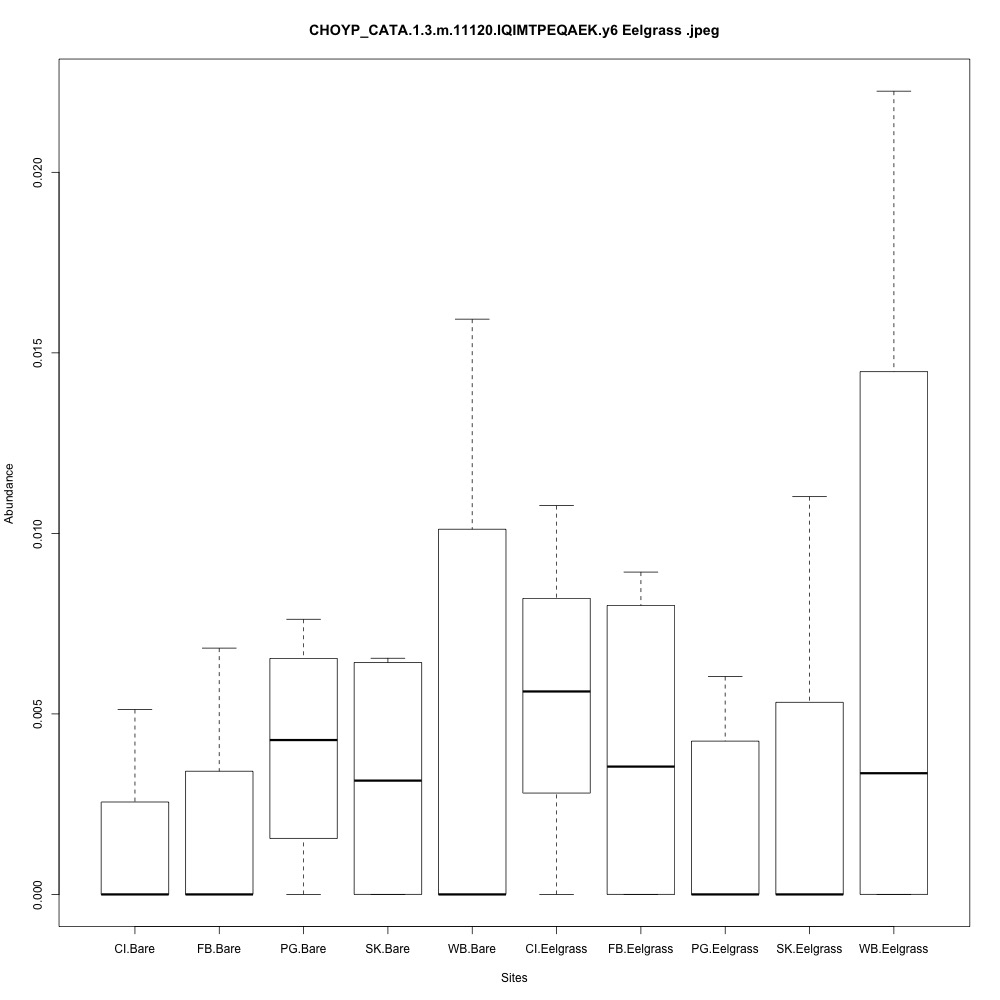 CHOYP_CATA.1.3.m.11120.IQIMTPEQAEK.y6 Eelgrass .jpeg
0.020
0.015
0.010
0.005
0.000
Abundance
CI.Bare FB.Bare PG.Bare SK.Bare WB.Bare CI.Eelgrass FB.Eelgrass PG.Eelgrass SK.Eelgrass WB.Eelgrass
Sites